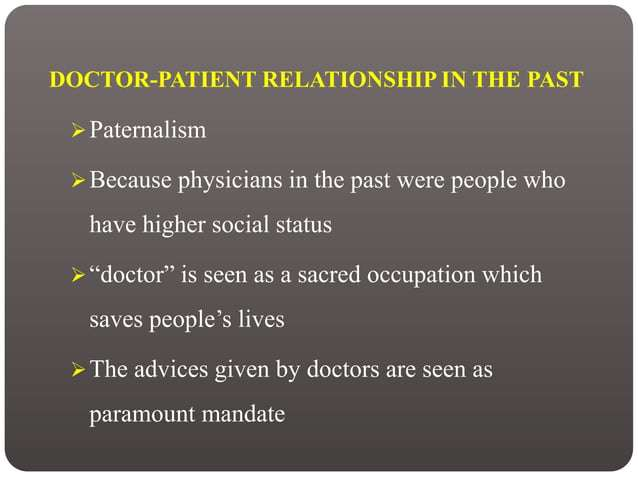 DOCTOR-PATIENT RELATIONSHIP IN THE PAST
Paternalism
Because physicians in the past were people who
have higher social status
“doctor” is seen as a sacred occupation which
saves people’s lives
The advices given by doctors are seen as
paramount mandate